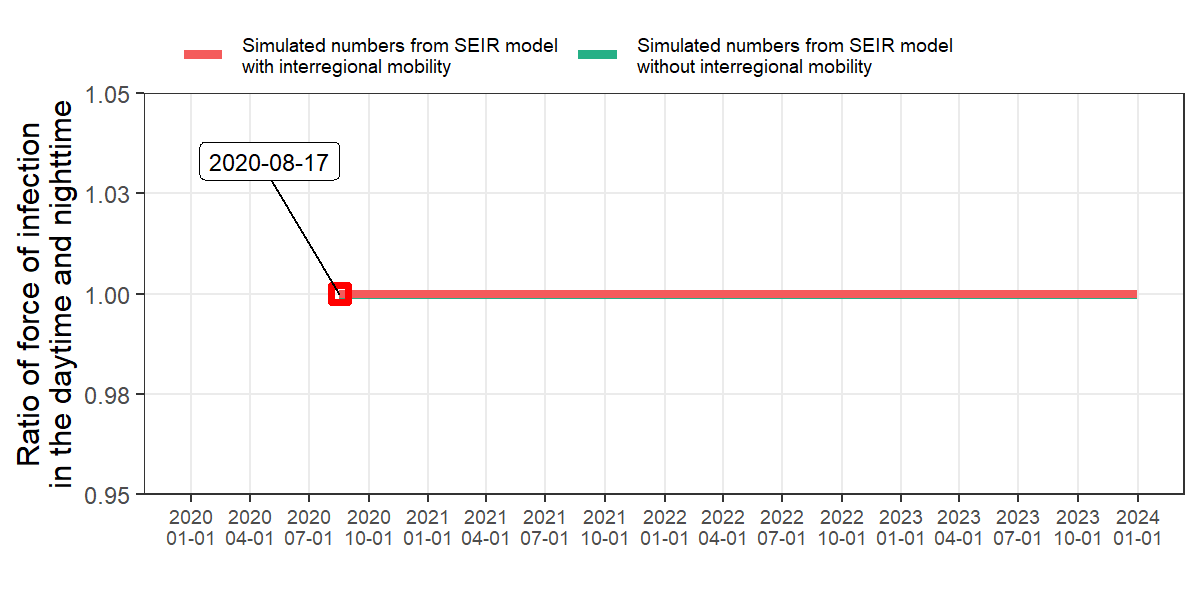 Simulated numbers from SEIR model
with interregional mobility
Simulated numbers from SEIR model
without interregional mobility
Ratio of force of infection
in the daytime and nighttime
1.05
1.03
1.00
0.98
0.95
2020-08-17
2020 2020 2020 2020 2021 2021 2021 2021 2022 2022 2022 2022 2023 2023 2023 2023 2024
01-01 04-01 07-01 10-01 01-01 04-01 07-01 10-01 01-01 04-01 07-01 10-01 01-01 04-01 07-01 10-01 01-01